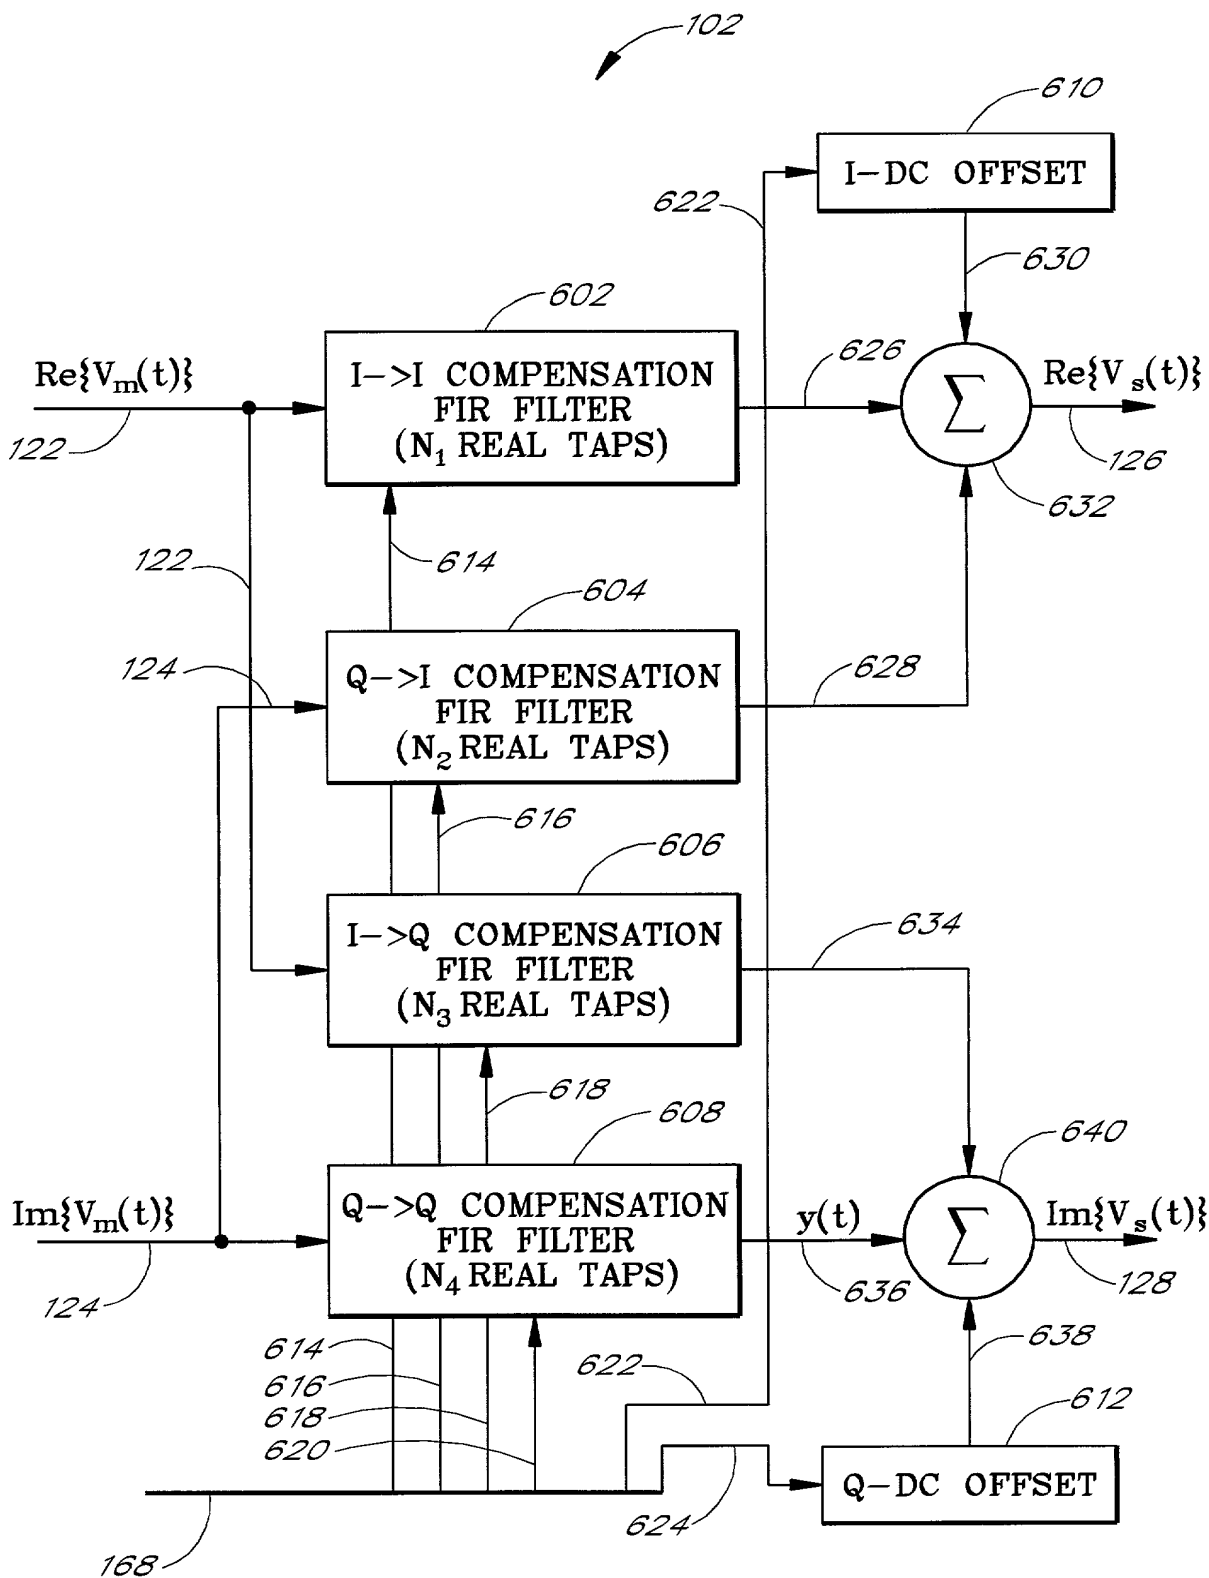 102
610
I-DC OFFSET
622
630
602
Re{Vm(t)}
I->I COMPENSATION
FIR FILTER
(N1 REAL TAPS)
626
Σ
Re{Vs(t)}
122
126
632
122
614
604
124
Q->I COMPENSATION
FIR FILTER
(N2 REAL TAPS)
628
616
606
I->Q COMPENSATION
FIR FILTER
(N3 REAL TAPS)
634
618
608
640
Im{Vm(t)}
Q->Q COMPENSATION
FIR FILTER
(N4 REAL TAPS)
y(t)
Σ
Im{Vs(t)}
124
636
128
614
638
616
622
612
618
620
Q-DC OFFSET
624
168